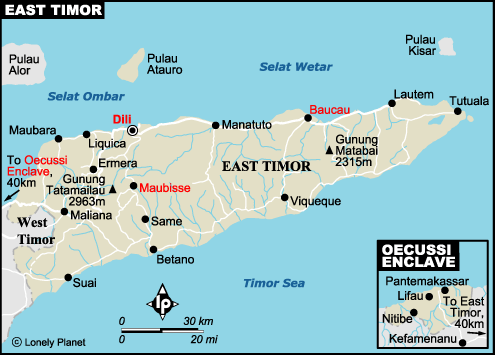 EAST TIMOR
Pulau
Alor
Pulau
Atauro
Pulau
Kisar
Selat Wetar
Selat Ombar
Dili
Baucau
Lautem
Tutuala
Maubara
Liquica
Manatuto
Ermera
Gunung
Matabai
2315m
EAST TIMOR
To Oecussi
Enclave,
40km
Gunung
Tatamailau
2963m
Maubisse
Viqueque
Maliana
West
Timor
Same
Betano
Suai
Timor Sea
lp
0 30 km
0 20 mi
© Lonely Planet
OECUSSI
ENCLAVE
Pantemakassar
Lifau
To East
Timor,
40km
Nitibe
Kefamenanu